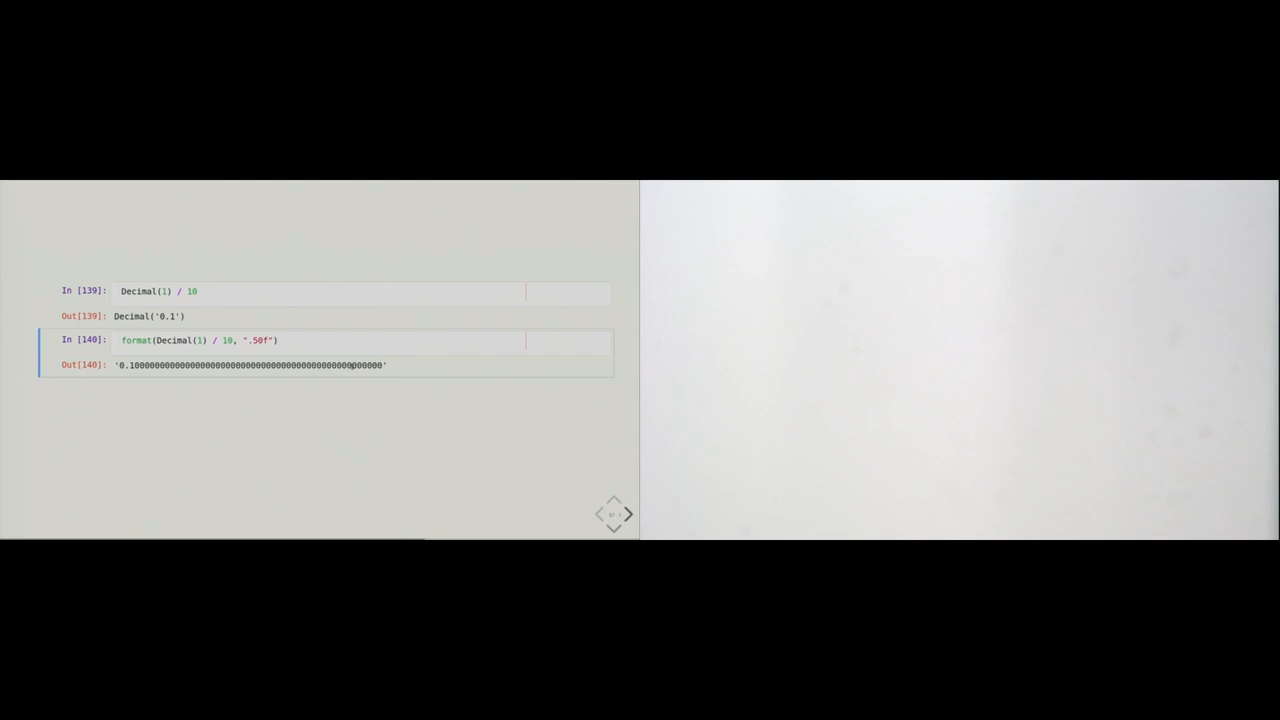 In [139]: Decimal(1) / 10
Out[139]: Decimal('0.1')
In [140]: format(Decimal(1) / 10, ".50f")
Out[140]: '0.10000000000000000000000000000000000000000000000000'